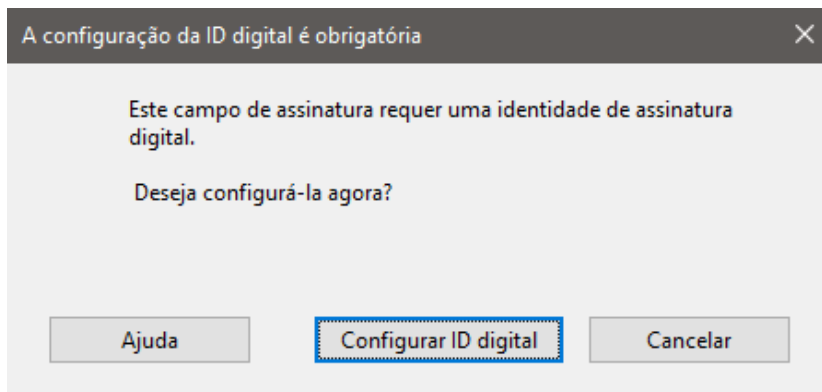 A configuração da ID digital é obrigatória
Este campo de assinatura requer uma identidade de assinatura
digital.
Deseja configurá-la agora?
Ajuda
Configurar ID digital
Cancelar